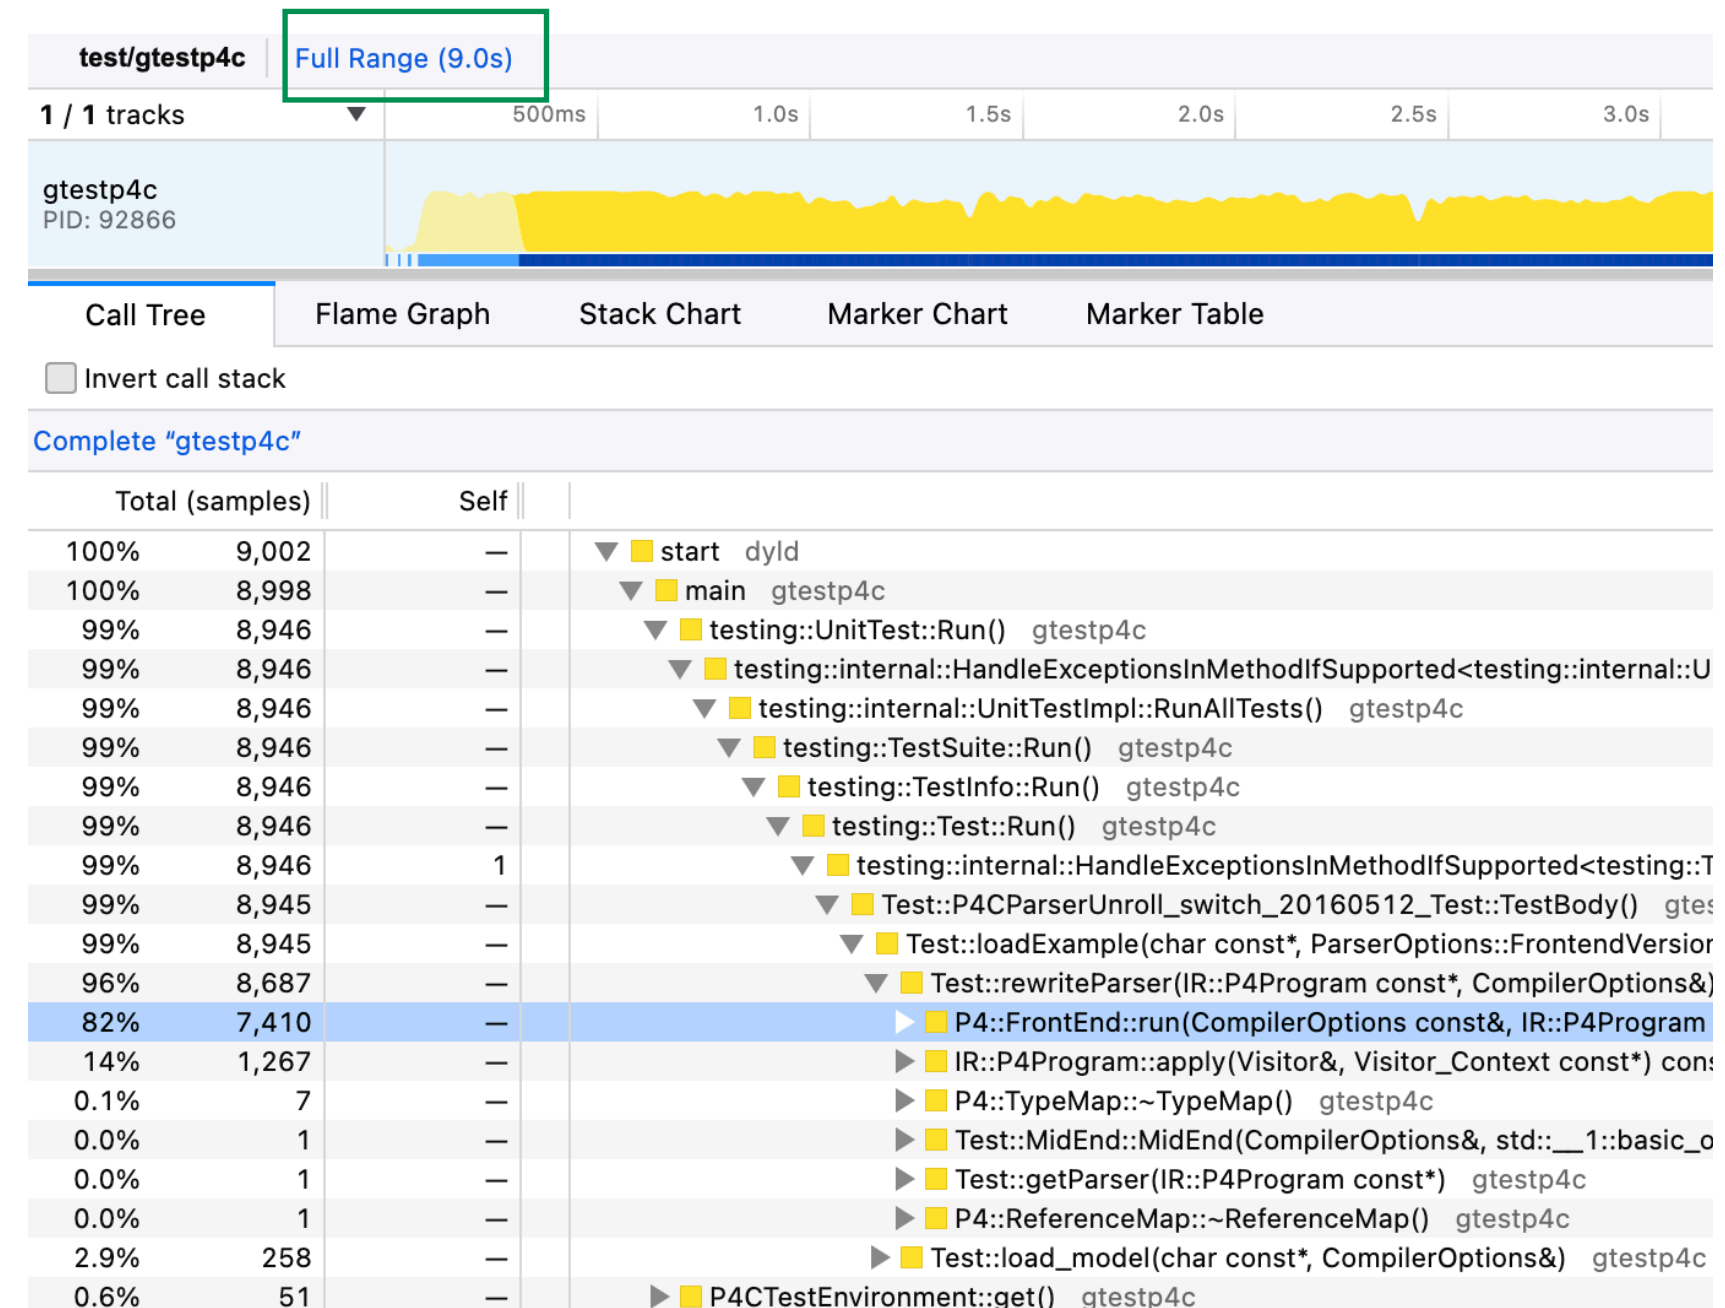 test/gtestp4c Full Range (9.0s)
1 / 1 tracks 500ms 1.0s 1.5s 2.0s 2.5s 3.0s
gtestp4c
PID: 92866
Call Tree Flame Graph Stack Chart Marker Chart Marker Table
Invert call stack
Complete “gtestp4c”
Total (samples) Self
100% 9,002 — start dyld
100% 8,998 — main gtestp4c
99% 8,946 — testing::UnitTest::Run() gtestp4c
99% 8,946 — testing::internal::HandleExceptionsInMethodIfSupported<testing::internal::U
99% 8,946 — testing::internal::UnitTestImpl::RunAllTests() gtestp4c
99% 8,946 — testing::TestSuite::Run() gtestp4c
99% 8,946 — testing::TestInfo::Run() gtestp4c
99% 8,946 — testing::Test::Run() gtestp4c
99% 8,946 1 testing::internal::HandleExceptionsInMethodIfSupported<testing::T
99% 8,945 — Test::P4CParserUnroll_switch_20160512_Test::TestBody() gtes
99% 8,945 — Test::loadExample(char const*, ParserOptions::FrontendVersion
96% 8,687 — Test::rewriteParser(IR::P4Program const*, CompilerOptions&)
82% 7,410 — P4::FrontEnd::run(CompilerOptions const&, IR::P4Program
14% 1,267 — IR::P4Program::apply(Visitor&, Visitor_Context const*) cons
0.1% 7 — P4::TypeMap::~TypeMap() gtestp4c
0.0% 1 — Test::MidEnd::MidEnd(CompilerOptions&, std::__1::basic_o
0.0% 1 — Test::getParser(IR::P4Program const*) gtestp4c
0.0% 1 — P4::ReferenceMap::~ReferenceMap() gtestp4c
2.9% 258 — Test::load_model(char const*, CompilerOptions&) gtestp4c
0.6% 51 — P4CTestEnvironment::get() gtestp4c